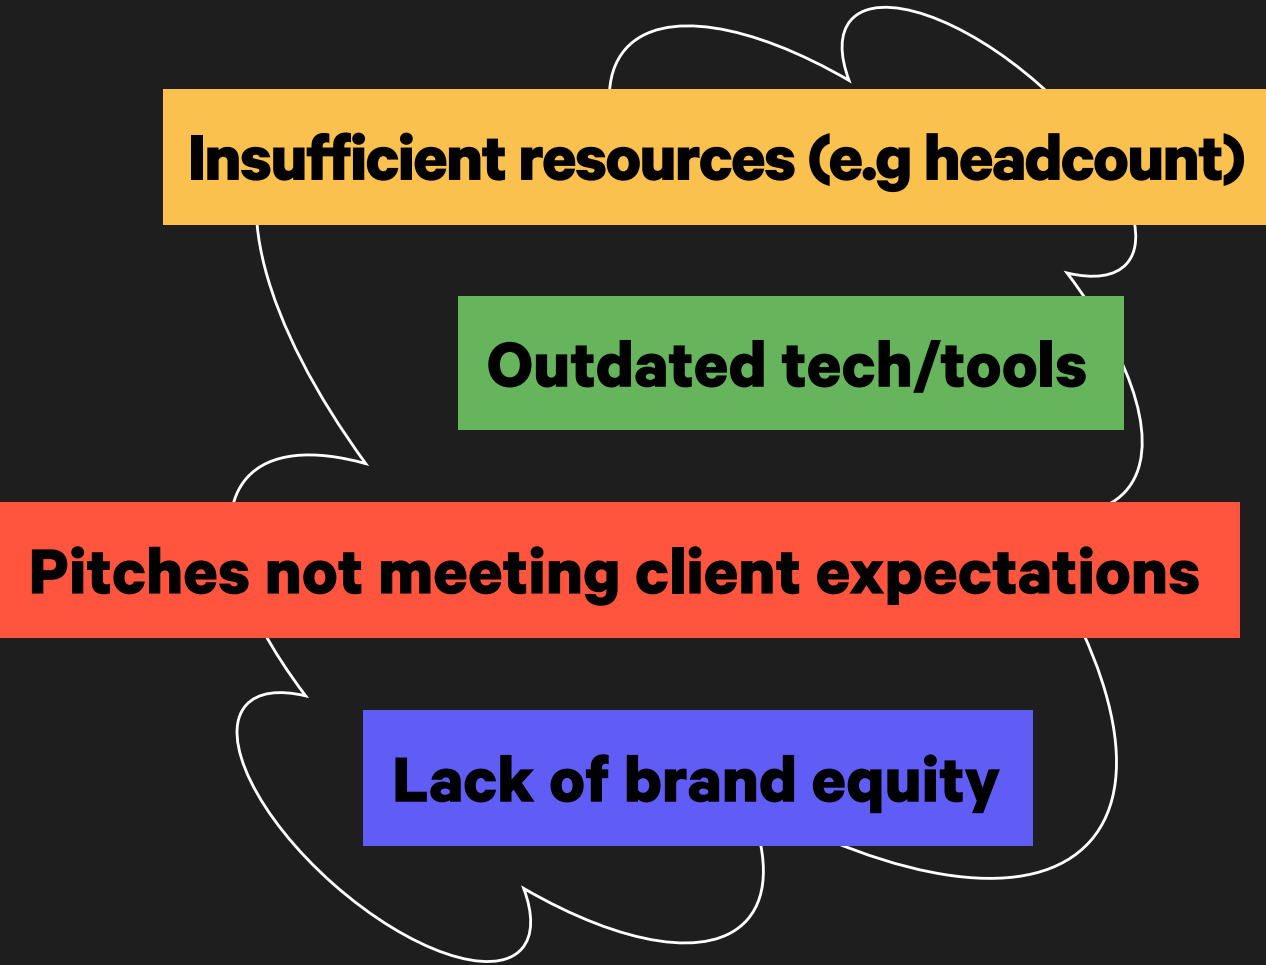 Insufficient resources (e.g headcount)
Outdated tech/tools
Pitches not meeting client expectations
Lack of brand equity